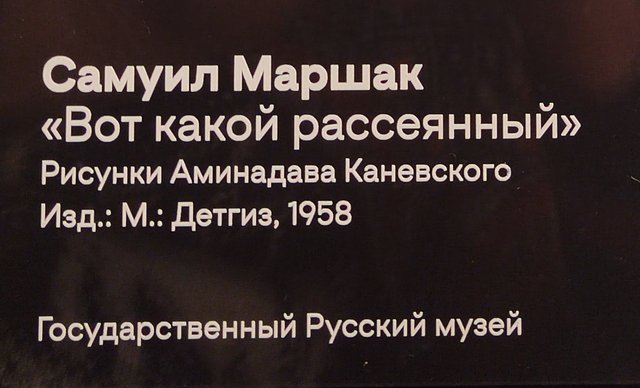 Самуил Маршак
«Вот какой рассеянный»
Рисунки Аминадава Каневского
Изд.: М.: Детгиз, 1958
Государственный Русский музей